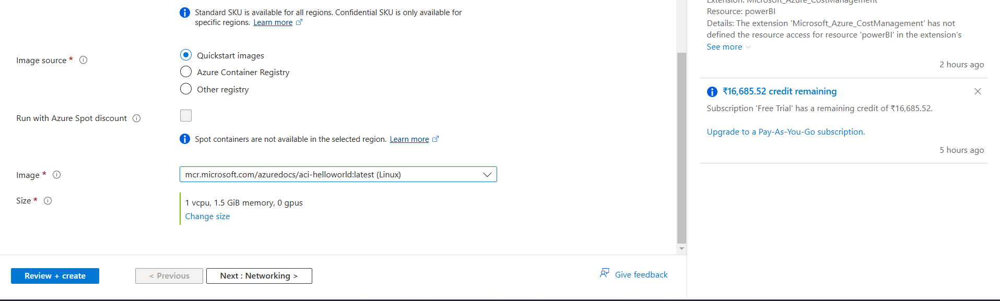 Standard SKU is available for all regions. Confidential SKU is only available for
specific regions. Learn more
Image source *
Quickstart images
Azure Container Registry
Other registry
Run with Azure Spot discount
Spot containers are not available in the selected region. Learn more
Image *
mcr.microsoft.com/azuredocs/aci-helloworld:latest (Linux)
Size *
1 vcpu, 1.5 GiB memory, 0 gpus
Change size
Review + create
< Previous
Next : Networking >
Give feedback
Extension: Microsoft_Azure_CostManagement
Resource: powerBI
Details: The extension 'Microsoft_Azure_CostManagement' has not
defined the resource access for resource 'powerBI' in the extension's
See more
2 hours ago
₹16,685.52 credit remaining
Subscription 'Free Trial' has a remaining credit of ₹16,685.52.
Upgrade to a Pay-As-You-Go subscription.
5 hours ago